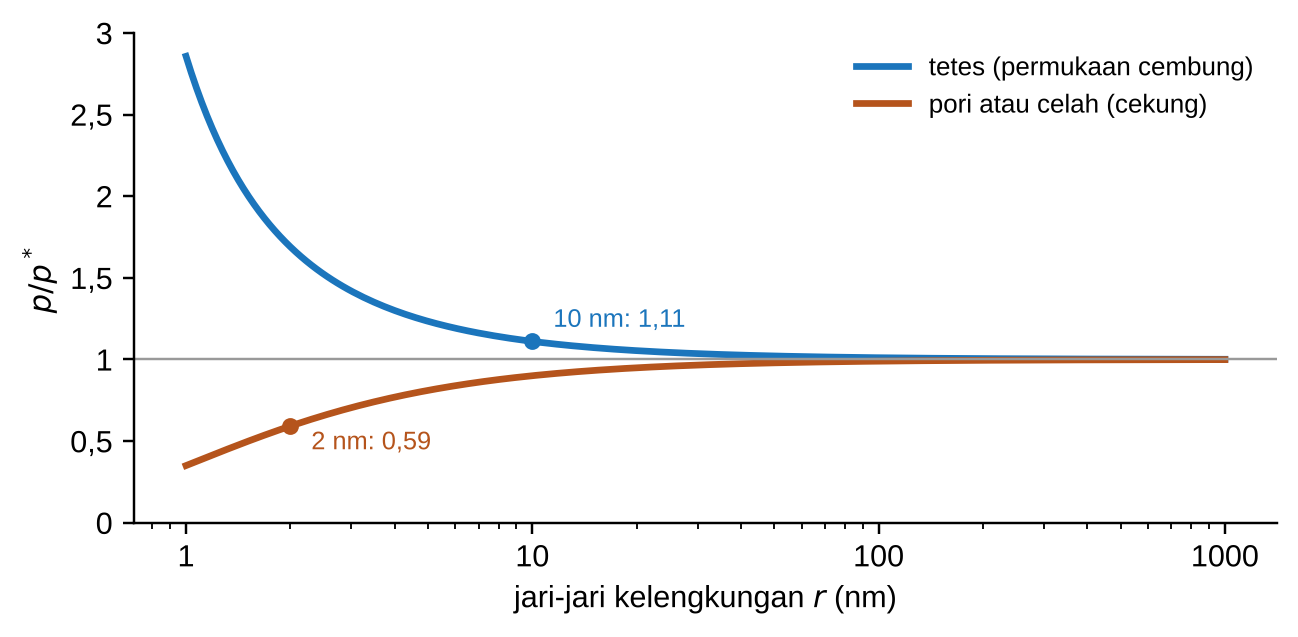 3
2,5
2
1,5
1
0,5
0
p/p*
tetes (permukaan cembung)
pori atau celah (cekung)
10 nm: 1,11
2 nm: 0,59
1
10
100
1000
jari-jari kelengkungan r (nm)